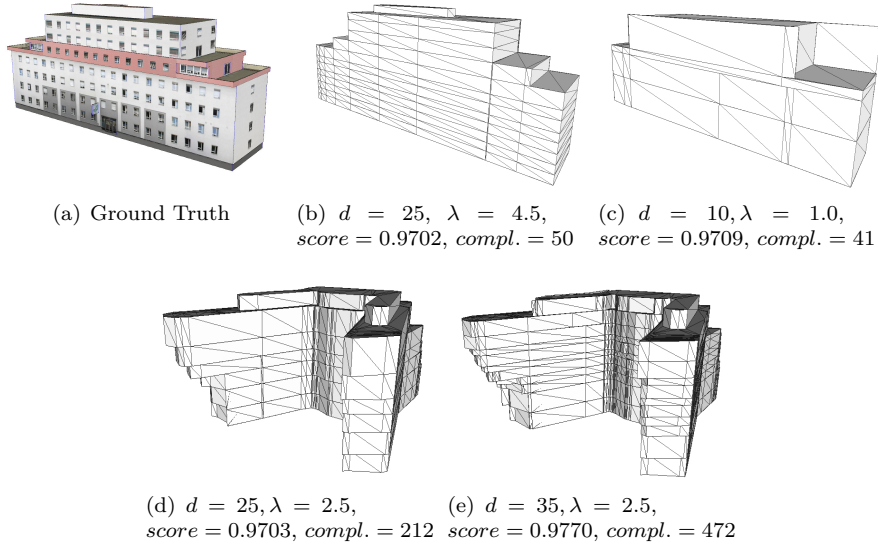 (a) Ground Truth
(b) d = 25, λ = 4.5,
score = 0.9702, compl. = 50
(c) d = 10, λ = 1.0,
score = 0.9709, compl. = 41
(d) d = 25, λ = 2.5,
score = 0.9703, compl. = 212
(e) d = 35, λ = 2.5,
score = 0.9770, compl. = 472